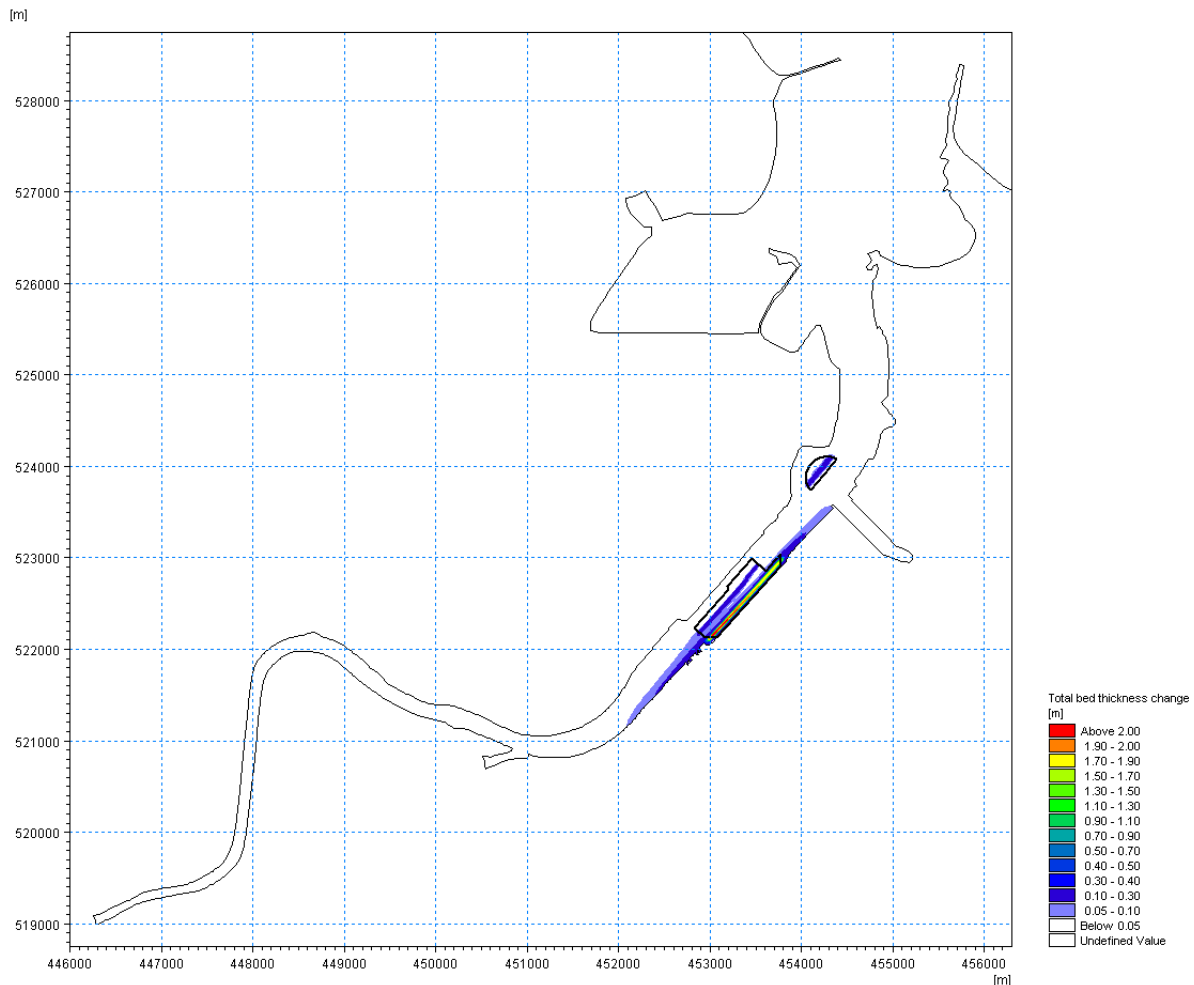 [m]
528000
527000
526000
525000
524000
523000
522000
521000
520000
519000
446000 447000 448000 449000 450000 451000 452000 453000 454000 455000 456000
[m]
Total bed thickness change
[m]
Above 2.00
1.90 - 2.00
1.70 - 1.90
1.50 - 1.70
1.30 - 1.50
1.10 - 1.30
0.90 - 1.10
0.70 - 0.90
0.50 - 0.70
0.40 - 0.50
0.30 - 0.40
0.10 - 0.30
0.05 - 0.10
Below 0.05
Undefined Value